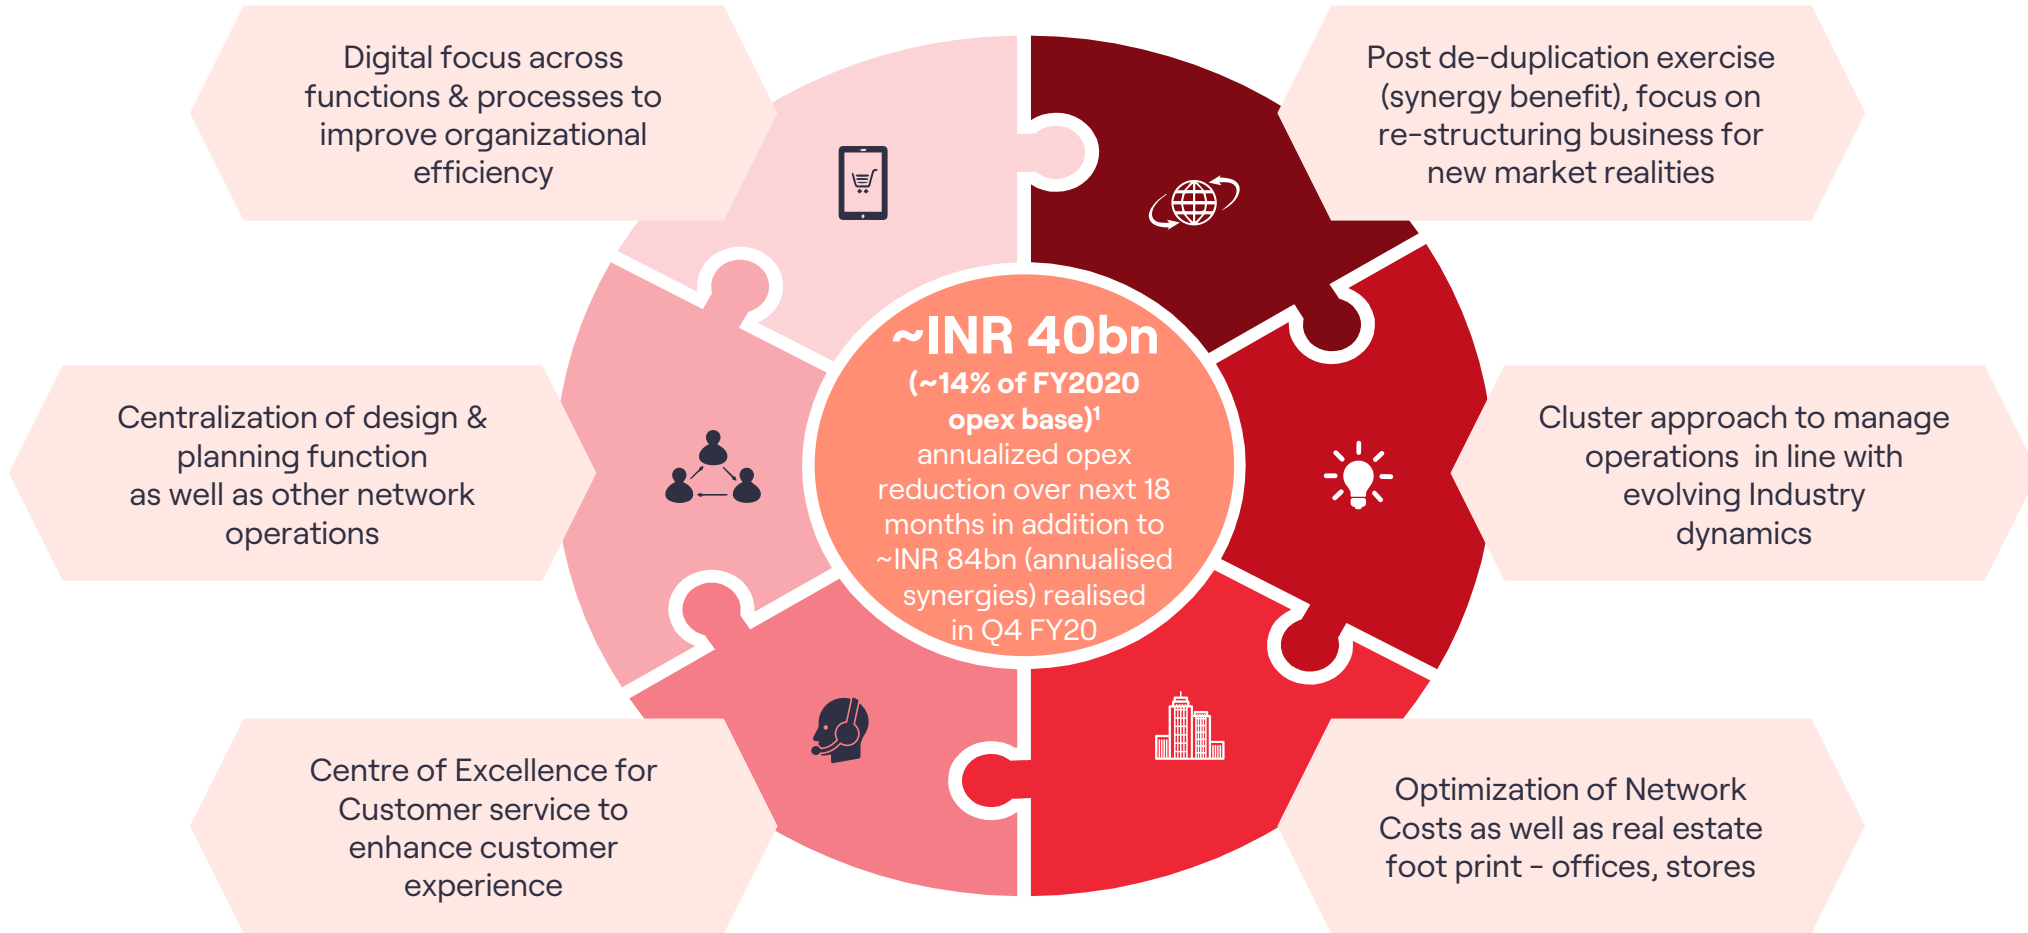 Digital focus across
functions & processes to
improve organizational
efficiency
Post de-duplication exercise
(synergy benefit), focus on
re-structuring business for
new market realities
~INR 40bn
(~14% of FY2020
opex base)¹
annualized opex
reduction over next 18
months in addition to
~INR 84bn (annualised
synergies) realised
in Q4 FY20
Centralization of design &
planning function
as well as other network
operations
Cluster approach to manage
operations  in line with
evolving Industry
dynamics
Centre of Excellence for
Customer service to
enhance customer
experience
Optimization of Network
Costs as well as real estate
foot print - offices, stores